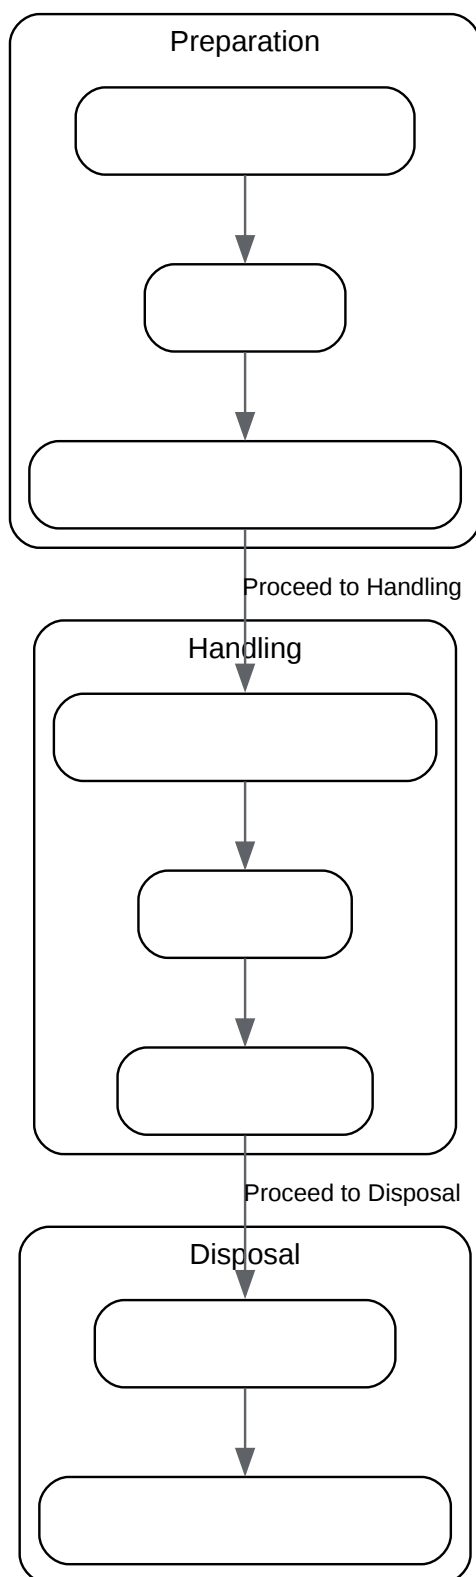 Preparation
Proceed to Handling
Handling
Proceed to Disposal
Disposal